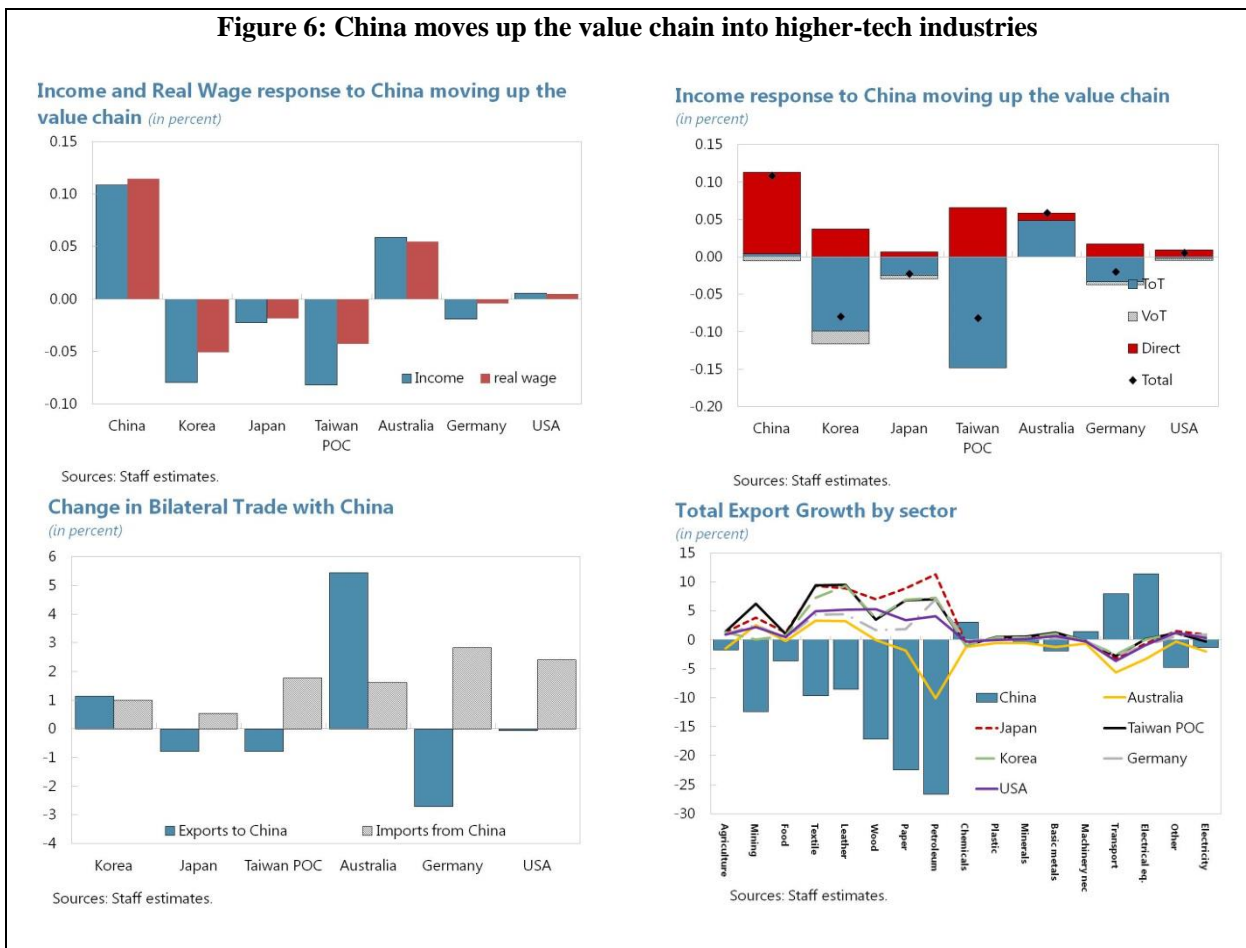 Figure 6: China moves up the value chain into higher-tech industries
Income and Real Wage response to China moving up the
value chain (in percent)
0.15
0.10
0.05
0.00
-0.05
-0.10
Income
real wage
China
Korea
Japan
Taiwan
POC
Australia
Germany
USA
Sources: Staff estimates.
Income response to China moving up the value chain
(in percent)
0.15
0.10
0.05
0.00
-0.05
-0.10
-0.15
-0.20
ToT
VoT
Direct
Total
China
Korea
Japan
Taiwan
POC
Australia
Germany
USA
Sources: Staff estimates.
Change in Bilateral Trade with China
(in percent)
6
5
4
3
2
1
0
-1
-2
-3
-4
Exports to China
Imports from China
Korea
Japan
Taiwan POC
Australia
Germany
USA
Sources: Staff estimates.
Total Export Growth by sector
(in percent)
15
10
5
0
-5
-10
-15
-20
-25
-30
China
Australia
Japan
Taiwan POC
Korea
Germany
USA
Agriculture
Mining
Food
Textile
Leather
Wood
Paper
Petroleum
Chemicals
Plastic
Minerals
Basic metals
Machinery nec
Transport
Electrical eq.
Other
Electricity
Sources: Staff estimates.